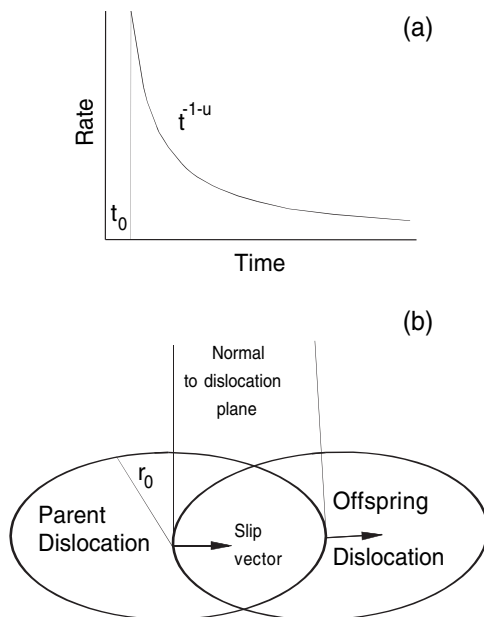 (a)
Rate
t-1-u
t0
Time
(b)
Normal
to dislocation
plane
r0
Parent
Dislocation
Slip
vector
Offspring
Dislocation